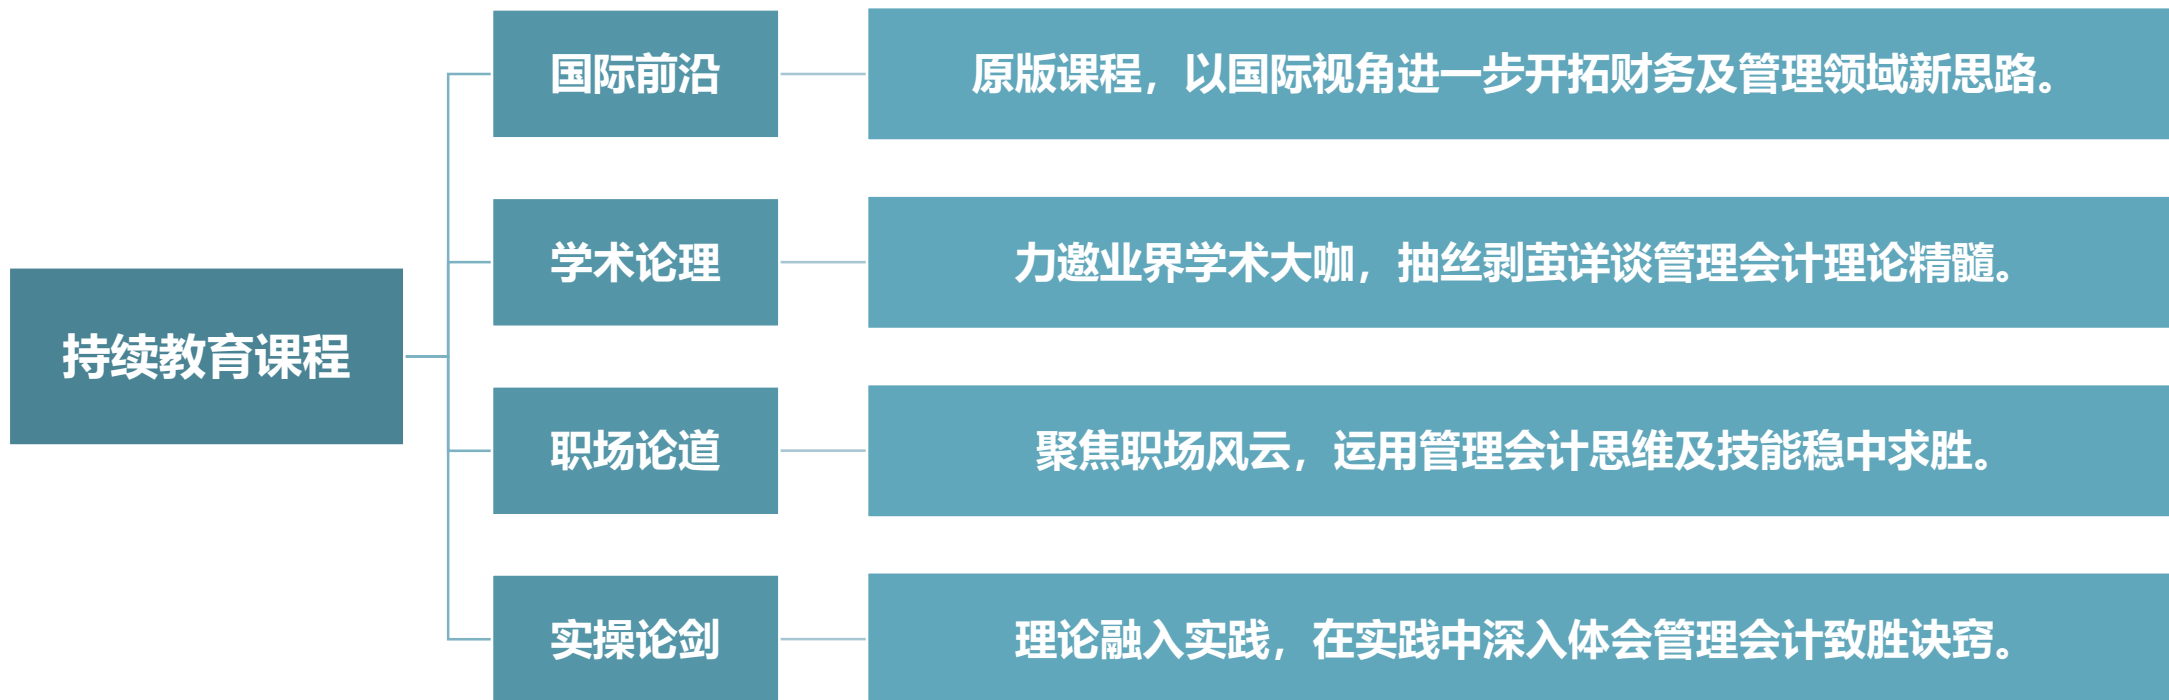 持续教育课程
国际前沿
原版课程，以国际视角进一步开拓财务及管理领域新思路。
学术论理
力邀业界学术大咖，抽丝剥茧详谈管理会计理论精髓。
职场论道
聚焦职场风云，运用管理会计思维及技能稳中求胜。
实操论剑
理论融入实践，在实践中深入体会管理会计致胜诀窍。